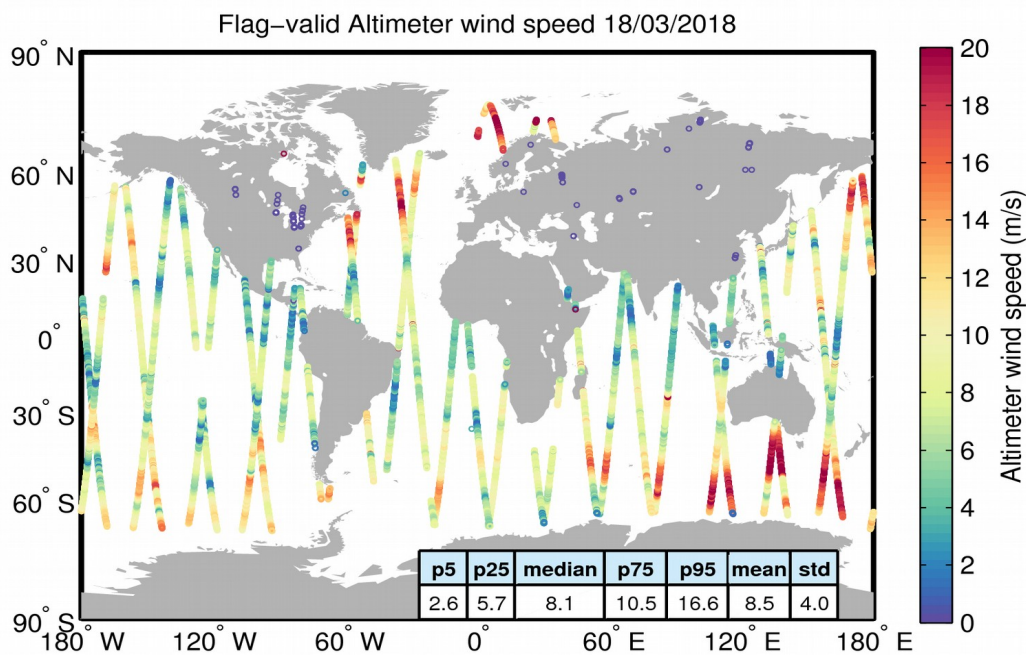 Flag−valid Altimeter wind speed 18/03/2018
90° N
60° N
30° N
0°
30° S
60° S
90° S
180° W
120° W
60° W
0°
60° E
120° E
180° E
p5 p25 median p75 p95 mean std
2.6 5.7 8.1 10.5 16.6 8.5 4.0
20
18
16
14
12
10
8
6
4
2
0
Altimeter wind speed (m/s)